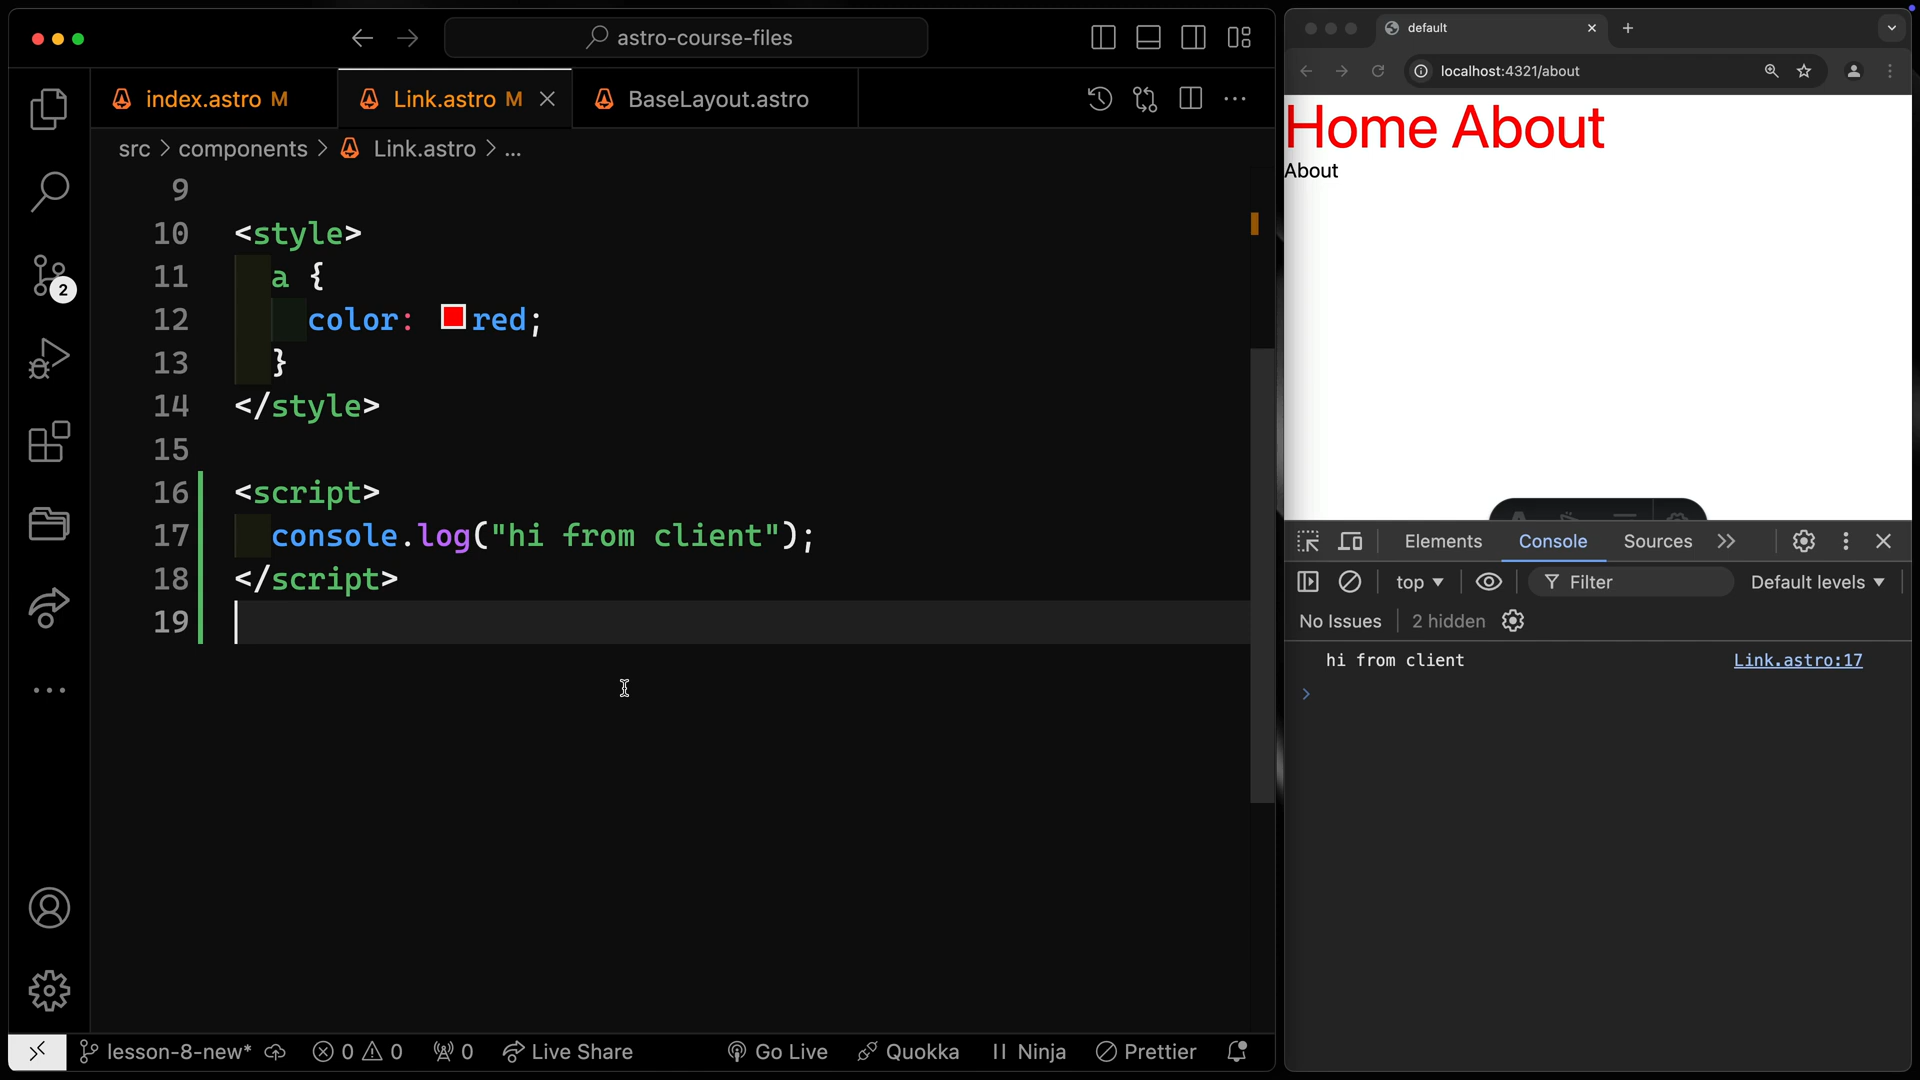 astro-course-files
index.astro M
Link.astro M
BaseLayout.astro
src > components > Link.astro > ...
9
10 <style>
11 a {
12 color: red;
13 }
14 </style>
15
16 <script>
17 console.log("hi from client");
18 </script>
19
2
lesson-8-new* 0 0 0 Live Share Go Live Quokka Ninja Prettier
default
localhost:4321/about
Home About
About
Elements Console Sources
top Filter Default levels
No Issues 2 hidden
hi from client Link.astro:17